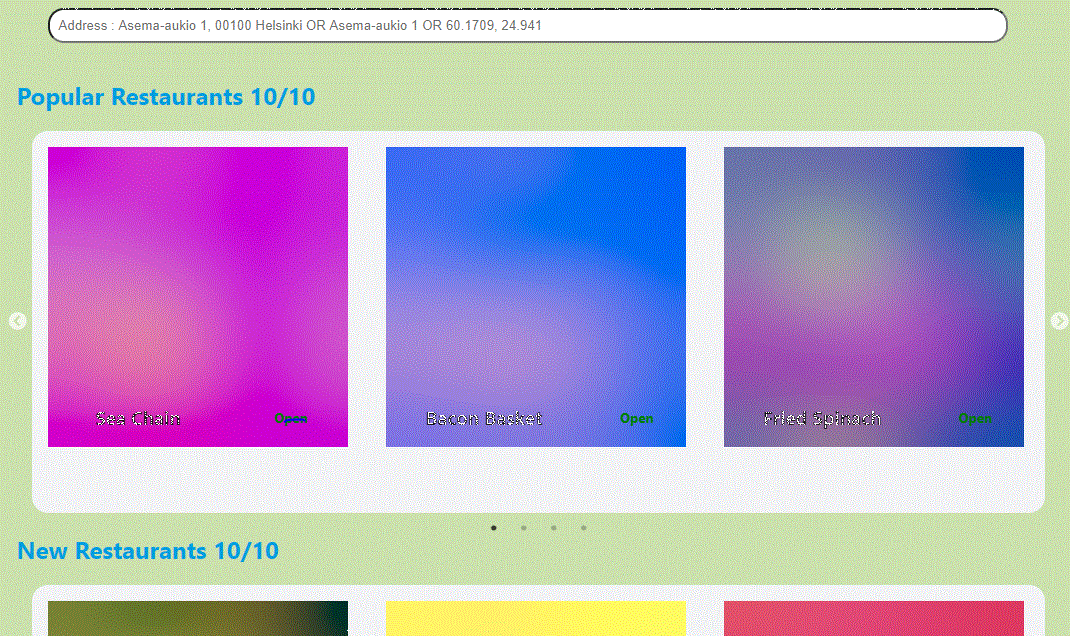 Address : Asema-aukio 1, 00100 Helsinki OR Asema-aukio 1 OR 60.1709, 24.941
Popular Restaurants 10/10
Sea Chain Open
Bacon Basket Open
Fried Spinach Open
New Restaurants 10/10